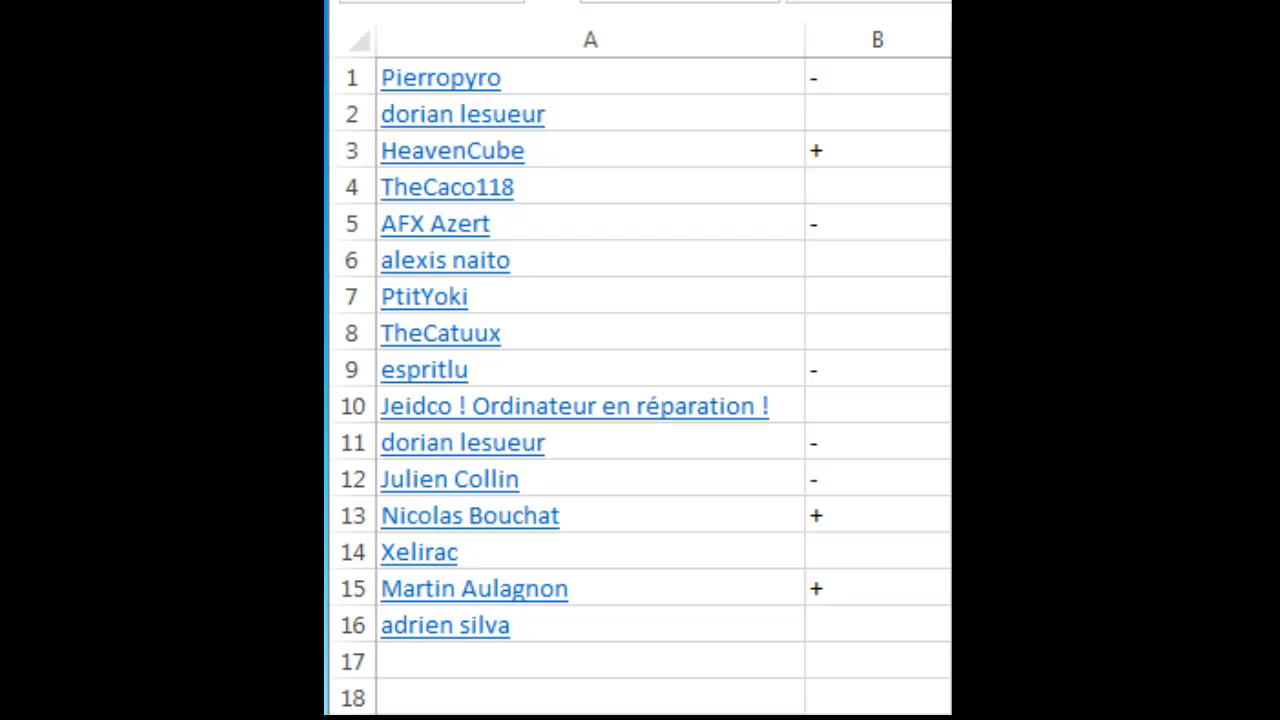 A B
1 Pierropyro -
2 dorian lesueur
3 HeavenCube +
4 TheCaco118
5 AFX Azert -
6 alexis naito
7 PtitYoki
8 TheCatuux
9 espritlu -
10 Jeidco ! Ordinateur en réparation !
11 dorian lesueur -
12 Julien Collin -
13 Nicolas Bouchat +
14 Xelirac
15 Martin Aulagnon +
16 adrien silva
17
18